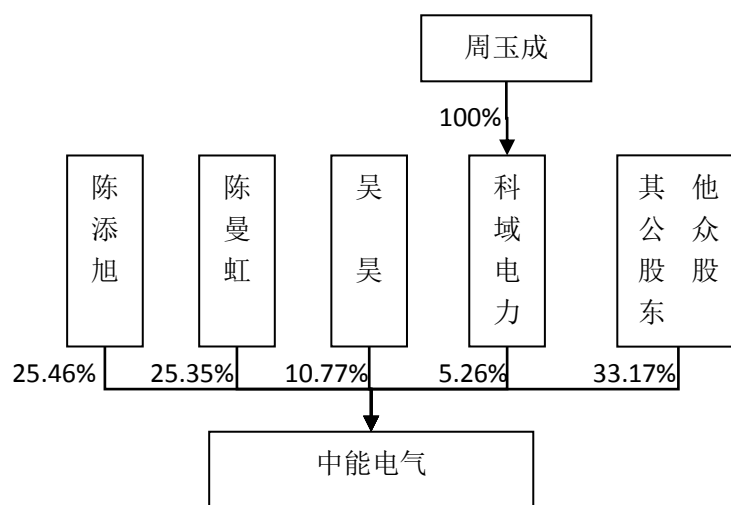 周玉成
100%
陈添旭
陈曼虹
吴昊
科域电力
其他
公众
股股
东
25.46%
25.35%
10.77%
5.26%
33.17%
中能电气